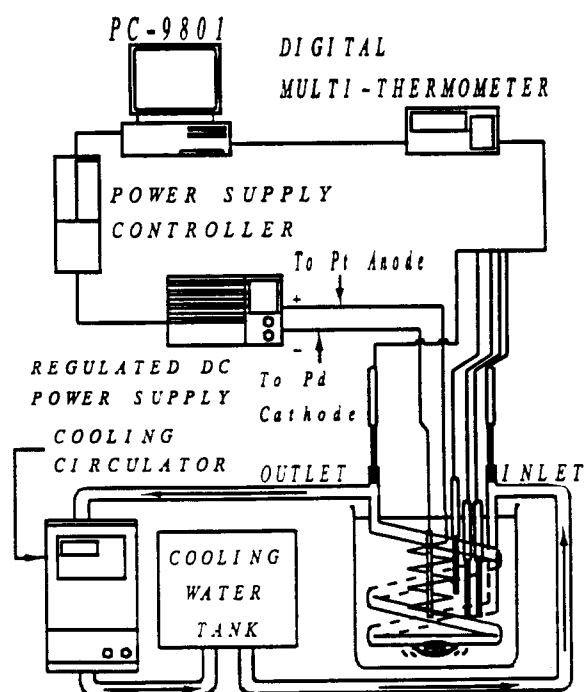 PC-9801
DIGITAL
MULTI-THERMOMETER
POWER SUPPLY
CONTROLLER
To Pt Anode
+
-
To Pd
Cathode
REGULATED DC
POWER SUPPLY
COOLING
CIRCULATOR
OUTLET
INLET
COOLING
WATER
TANK